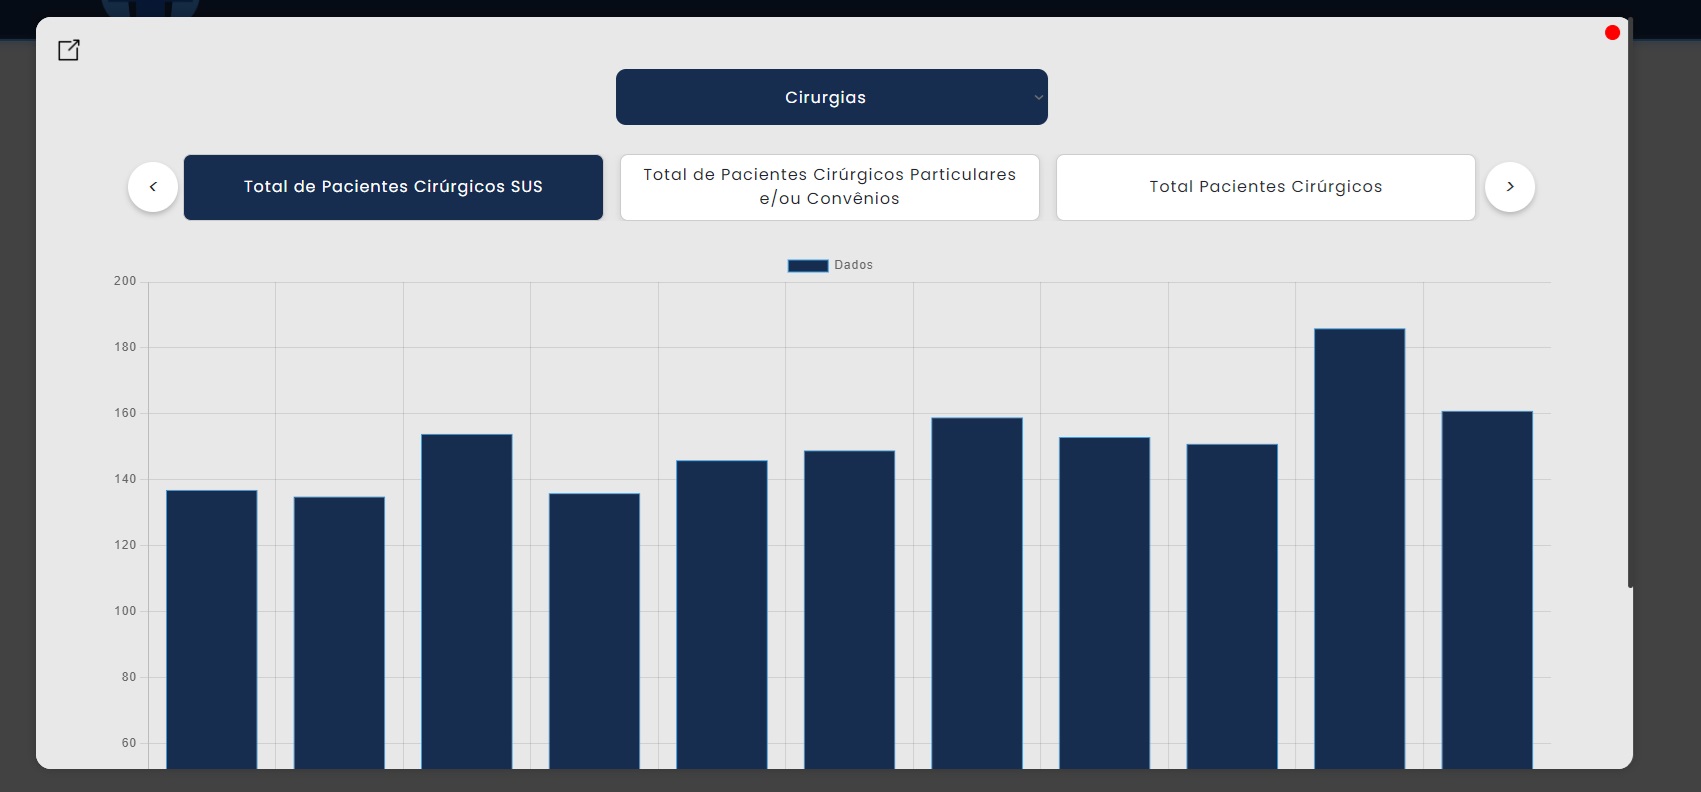 Cirurgias
<
Total de Pacientes Cirúrgicos SUS
Total de Pacientes Cirúrgicos Particulares
e/ou Convênios
Total Pacientes Cirúrgicos
>
Dados
200
180
160
140
120
100
80
60